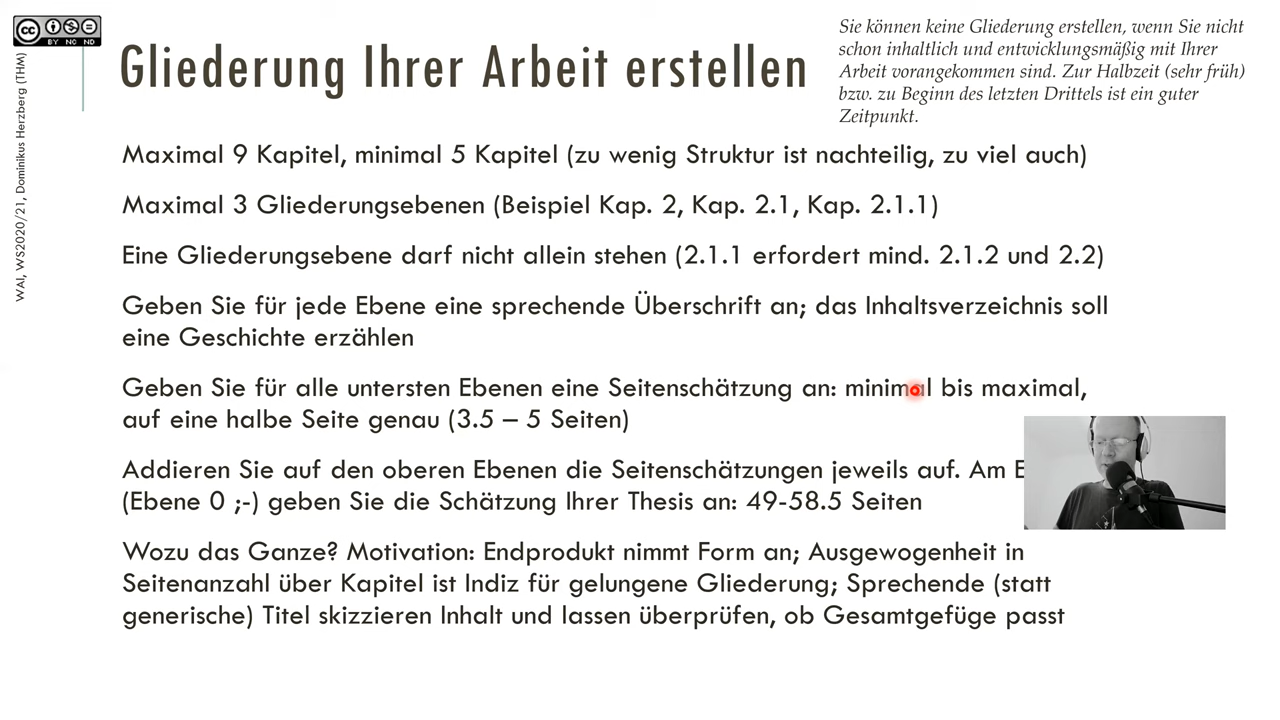 cc
BY NC ND
WAI, WS2020/21, Dominikus Herzberg (THM)
Gliederung Ihrer Arbeit erstellen
Sie können keine Gliederung erstellen, wenn Sie nicht
schon inhaltlich und entwicklungsmäßig mit Ihrer
Arbeit vorangekommen sind. Zur Halbzeit (sehr früh)
bzw. zu Beginn des letzten Drittels ist ein guter
Zeitpunkt.
Maximal 9 Kapitel, minimal 5 Kapitel (zu wenig Struktur ist nachteilig, zu viel auch)
Maximal 3 Gliederungsebenen (Beispiel Kap. 2, Kap. 2.1, Kap. 2.1.1)
Eine Gliederungsebene darf nicht allein stehen (2.1.1 erfordert mind. 2.1.2 und 2.2)
Geben Sie für jede Ebene eine sprechende Überschrift an; das Inhaltsverzeichnis soll
eine Geschichte erzählen
Geben Sie für alle untersten Ebenen eine Seitenschätzung an: minimal bis maximal,
auf eine halbe Seite genau (3.5 – 5 Seiten)
Addieren Sie auf den oberen Ebenen die Seitenschätzungen jeweils auf. Am
(Ebene 0 ;-) geben Sie die Schätzung Ihrer Thesis an: 49-58.5 Seiten
Wozu das Ganze? Motivation: Endprodukt nimmt Form an; Ausgewogenheit in
Seitenanzahl über Kapitel ist Indiz für gelungene Gliederung; Sprechende (statt
generische) Titel skizzieren Inhalt und lassen überprüfen, ob Gesamtgefüge passt